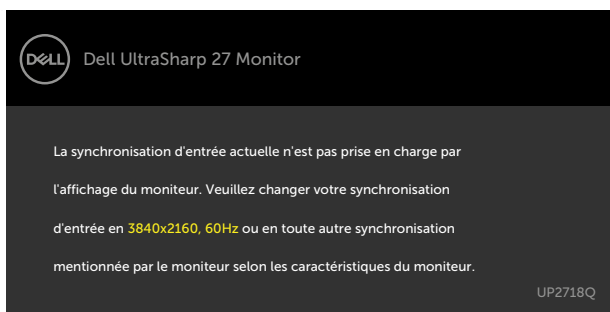 DELL
Dell UltraSharp 27 Monitor
La synchronisation d'entrée actuelle n'est pas prise en charge par
l'affichage du moniteur. Veuillez changer votre synchronisation
d'entrée en 3840x2160, 60Hz ou en toute autre synchronisation
mentionnée par le moniteur selon les caractéristiques du moniteur.
UP2718Q